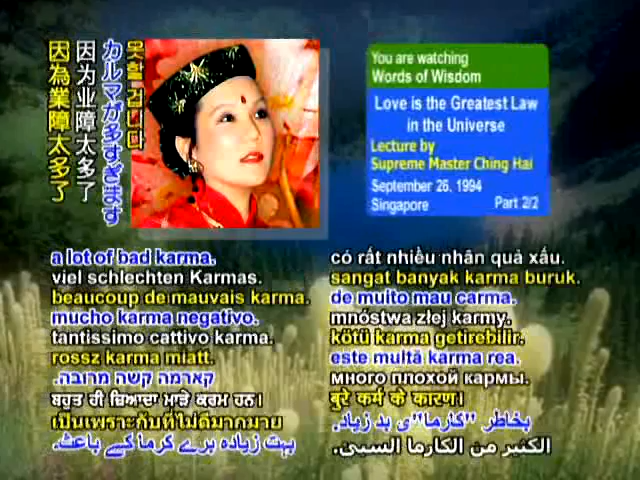 因為業障太多了
因为业障太多了
カルマが多すぎます
못할 겁니다
You are watching
Words of Wisdom
Love is the Greatest Law
in the Universe
Lecture by
Supreme Master Ching Hai
September 26, 1994
Singapore
Part 2/2
a lot of bad karma.
viel schlechten Karmas.
beaucoup de mauvais karma.
mucho karma negativo.
tantissimo cattivo karma.
rossz karma miatt.
קארמה קשה מרובה.
ਬਹੁਤ ਹੀ ਜ਼ਿਆਦਾ ਮਾੜੇ ਕਰਮ ਹਨ।
เป็นเพราะกับที่ไม่ดีมากมาย
بہت زیادہ برے کرما کے باعث.
có rất nhiều nhân quả xấu.
sangat banyak karma buruk.
de muito mau carma.
mnóstwa złej karmy.
kötü karma getirebilir.
este multă karma rea.
много плохой кармы.
बुरे कर्म के कारण।
بخاطر "کارما"ی بد زیاد.
الكثير من الكارما السيئ.